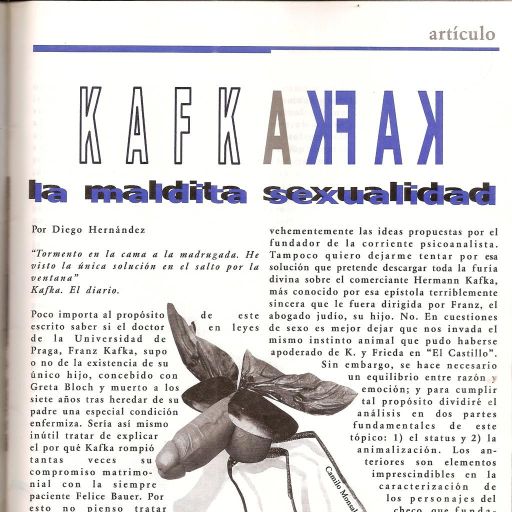 artículo
KAFKAKFAK
la maldita sexualidad
Por Diego Hernández
"Tormento en la cama a la madrugada. He
visto la única solución en el salto por la
ventana"
Kafka. El diario.
Poco importa al propósito de este
escrito saber si el doctor en leyes
de la Universidad de
Praga, Franz Kafka, supo
o no de la existencia de su
único hijo, concebido con
Greta Bloch y muerto a los
siete años tras heredar de su
padre una especial condición
enfermiza. Sería así mismo
inútil tratar de explicar
el por qué Kafka rompió
tantas veces su
compromiso matrimo-
nial con la siempre
paciente Felice Bauer. Por
esto no pienso tratar
vehementemente las ideas propuestas por el
fundador de la corriente psicoanalista.
Tampoco quiero dejarme tentar por esa
solución que pretende descargar toda la furia
divina sobre el comerciante Hermann Kafka,
más conocido por esa epístola terriblemente
sincera que le fuera dirigida por Franz, el
abogado judío, su hijo. No. En cuestiones
de sexo es mejor dejar que nos invada el
mismo instinto animal que pudo haberse
apoderado de K. y Frieda en "El Castillo".
Sin embargo, se hace necesario
un equilibrio entre razón y
emoción; y para cumplir
tal propósito dividiré el
análisis en dos partes
fundamentales de este
tópico: 1) el status y 2) la
animalización. Los an-
teriores son elementos
imprescindibles en la
caracterización de
los personajes del
checo, que funda-
Camilo